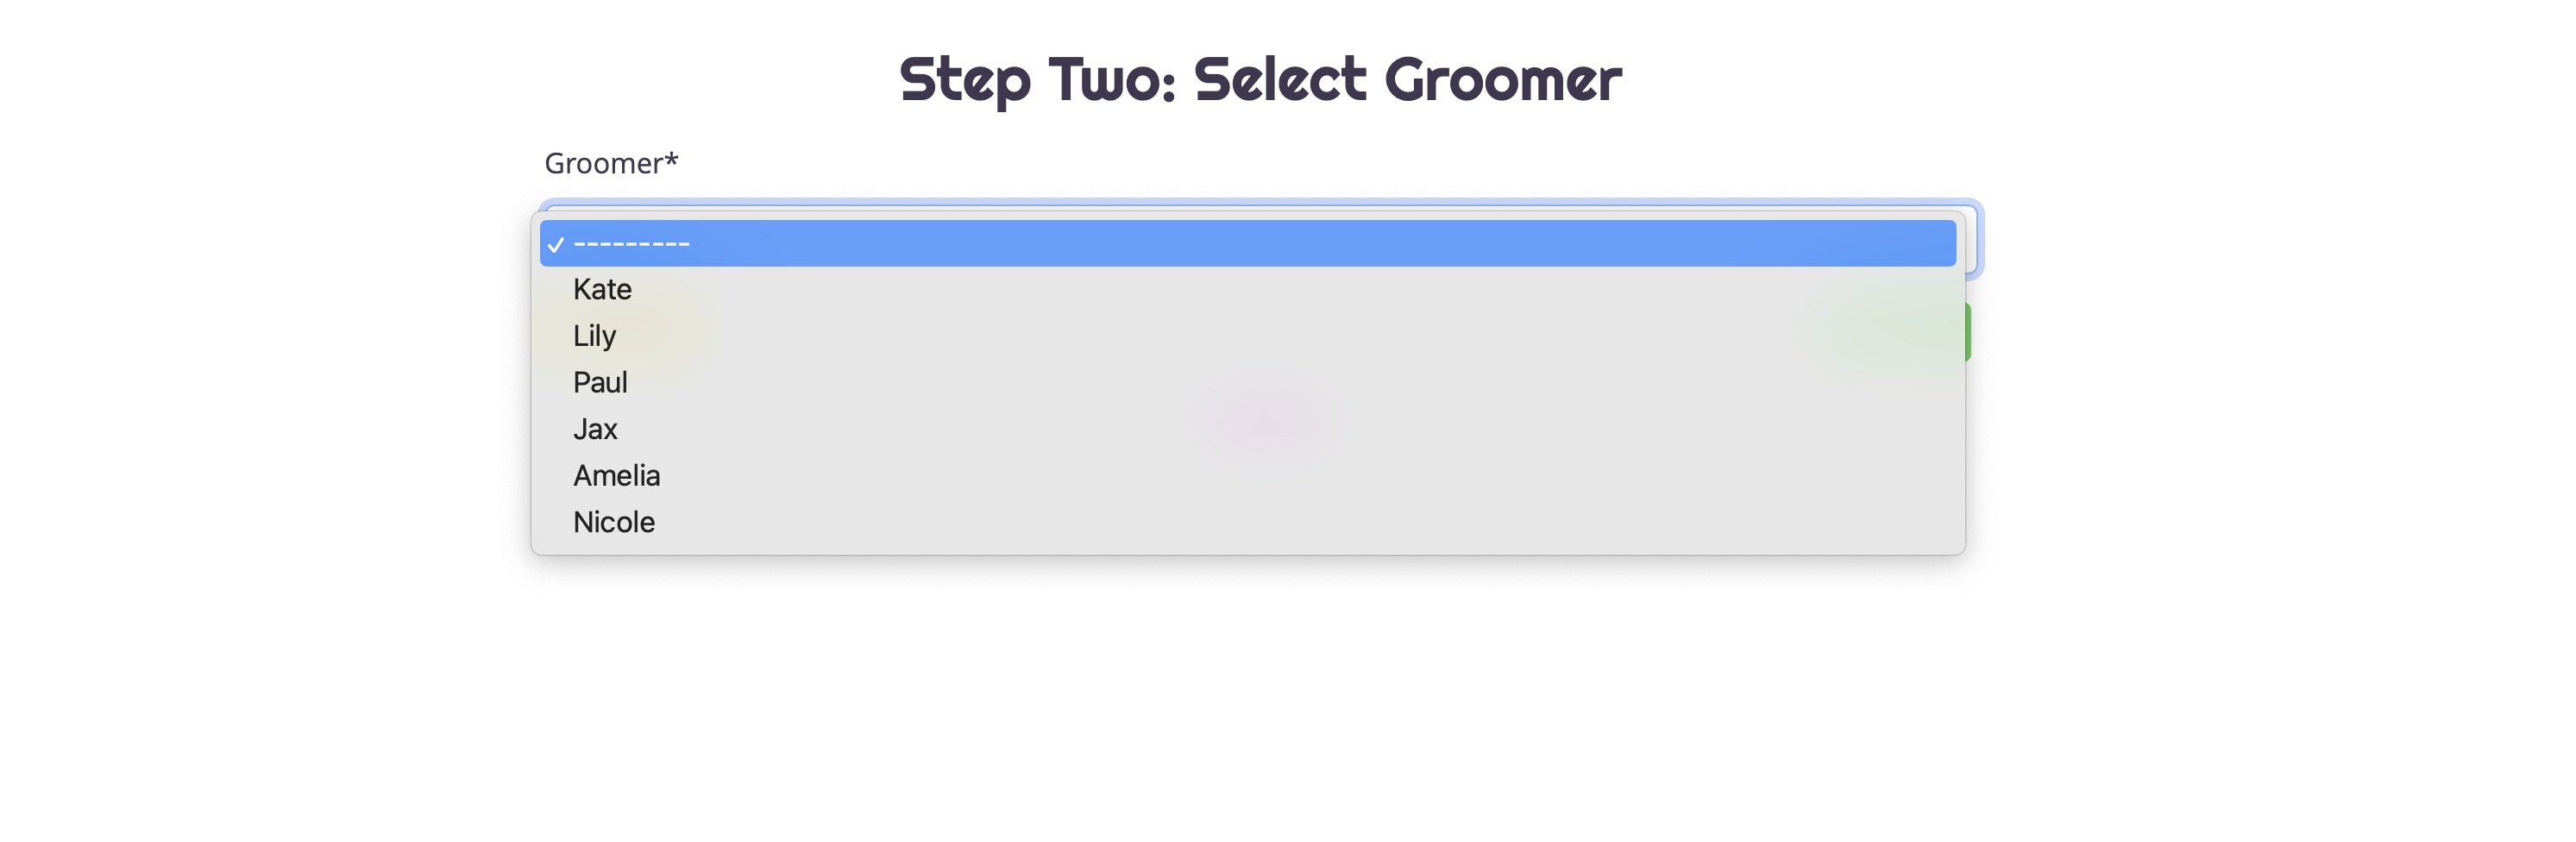 Step Two: Select Groomer
Groomer*
✓ ---------
Kate
Lily
Paul
Jax
Amelia
Nicole